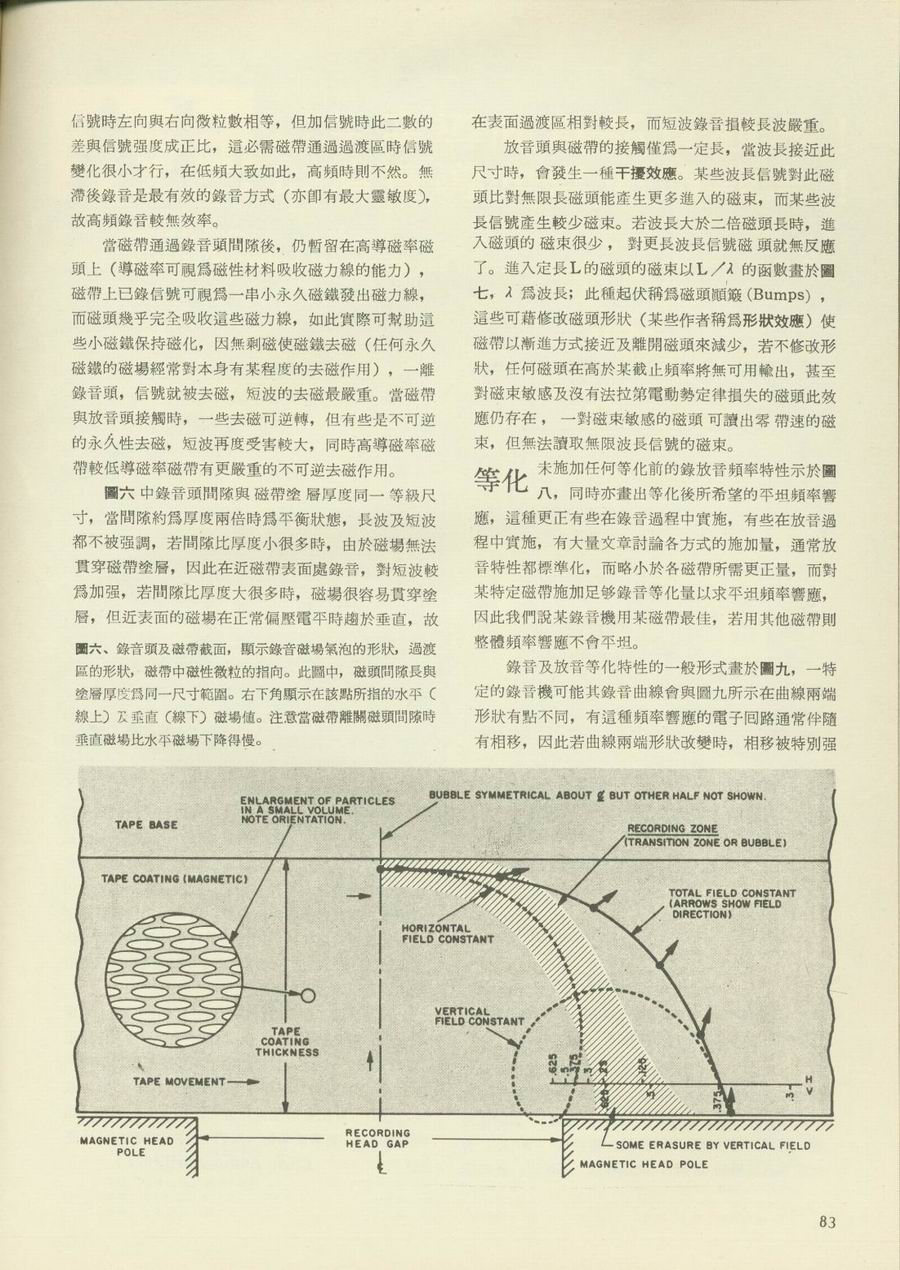 信號時左向與右向微粒數相等，但加信號時此二數的
差與信號强度成正比，這必需磁帶通過過渡區時信號
變化很小才行，在低頻大致如此，高頻時則不然。無
滯後錄音是最有效的錄音方式（亦卽有最大靈敏度），
故高頻錄音較無效率。
當磁帶通過錄音頭間隙後，仍暫留在高導磁率磁
頭上（導磁率可視爲磁性材料吸收磁力線的能力），
磁帶上已錄信號可視爲一串小永久磁鐵發出磁力線，
而磁頭幾乎完全吸收這些磁力線，如此實際可幫助這
些小磁鐵保持磁化，因無剩磁使磁鐵去磁（任何永久
磁鐵的磁場經常對本身有某程度的去磁作用），一離
錄音頭，信號就被去磁，短波的去磁最嚴重。當磁帶
與放音頭接觸時，一些去磁可逆轉，但有些是不可逆
的永久性去磁，短波再度受害較大，同時高導磁率磁
帶較低導磁率磁帶有更嚴重的不可逆去磁作用。
圖六 中錄音頭間隙與 磁帶塗 層厚度同一 等級尺
寸，當間隙約爲厚度兩倍時爲平衡狀態，長波及短波
都不被强調，若間隙比厚度小很多時，由於磁場無法
貫穿磁帶塗層，因此在近磁帶表面處錄音，對短波較
爲加强，若間隙比厚度大很多時，磁場很容易貫穿塗
層，但近表面的磁場在正常偏壓電平時趨於垂直，故
圖六、錄音頭及磁帶截面，顯示錄音磁場氣泡的形狀，過渡
區的形狀，磁帶中磁性微粒的指向。此圖中，磁頭間隙長與
塗層厚度爲同一尺寸範圍。右下角顯示在該點所指的水平（
線上）及垂直（線下）磁場値。注意當磁帶離開磁頭間隙時
垂直磁場比水平磁場下降得慢。
在表面過渡區相對較長，而短波錄音損較長波嚴重。
放音頭與磁帶的接觸僅爲一定長，當波長接近此
尺寸時，會發生一種干擾效應。某些波長信號對此磁
頭比對無限長磁頭能產生更多進入的磁束，而某些波
長信號產生較少磁束。若波長大於二倍磁頭長時，進
入磁頭的 磁束很少， 對更長波長信號磁 頭就無反應
了。進入定長L的磁頭的磁束以L／λ 的函數畫於圖
七，λ 爲波長；此種起伏稱爲磁頭顚簸 (Bumps)，
這些可藉修改磁頭形狀（某些作者稱爲形狀效應）使
磁帶以漸進方式接近及離開磁頭來減少，若不修改形
狀，任何磁頭在高於某截止頻率將無可用輸出，甚至
對磁束敏感及沒有法拉第電動勢定律損失的磁頭此效
應仍存在， 一對磁束敏感的磁頭 可讀出零 帶速的磁
束，但無法讀取無限波長信號的磁束。
等化 未施加任何等化前的錄放音頻率特性示於圖
八，同時亦畫出等化後所希望的平坦頻率響
應，這種更正有些在錄音過程中實施，有些在放音過
程中實施，有大量文章討論各方式的施加量，通常放
音特性都標準化，而略小於各磁帶所需更正量，而對
某特定磁帶施加足够錄音等化量以求平坦頻率響應，
因此我們說某錄音機用某磁帶最佳，若用其他磁帶則
整體頻率響應不會平坦。
錄音及放音等化特性的一般形式畫於圖九，一特
定的錄音機可能其錄音曲線會與圖九所示在曲線兩端
形狀有點不同，有這種頻率響應的電子回路通常伴隨
有相移，因此若曲線兩端形狀改變時，相移被特別强
ENLARGMENT OF PARTICLES
IN A SMALL VOLUME.
NOTE ORIENTATION.
BUBBLE SYMMETRICAL ABOUT ℄ BUT OTHER HALF NOT SHOWN.
TAPE BASE
RECORDING ZONE
(TRANSITION ZONE OR BUBBLE)
TAPE COATING (MAGNETIC)
TOTAL FIELD CONSTANT
(ARROWS SHOW FIELD
DIRECTION)
HORIZONTAL
FIELD CONSTANT
VERTICAL
FIELD CONSTANT
TAPE
COATING
THICKNESS
.625 .5 .375 .3 .25 .125
H
V
.625 .5 .375 .3
TAPE MOVEMENT
MAGNETIC HEAD
POLE
RECORDING
HEAD GAP
℄
SOME ERASURE BY VERTICAL FIELD
MAGNETIC HEAD POLE
83